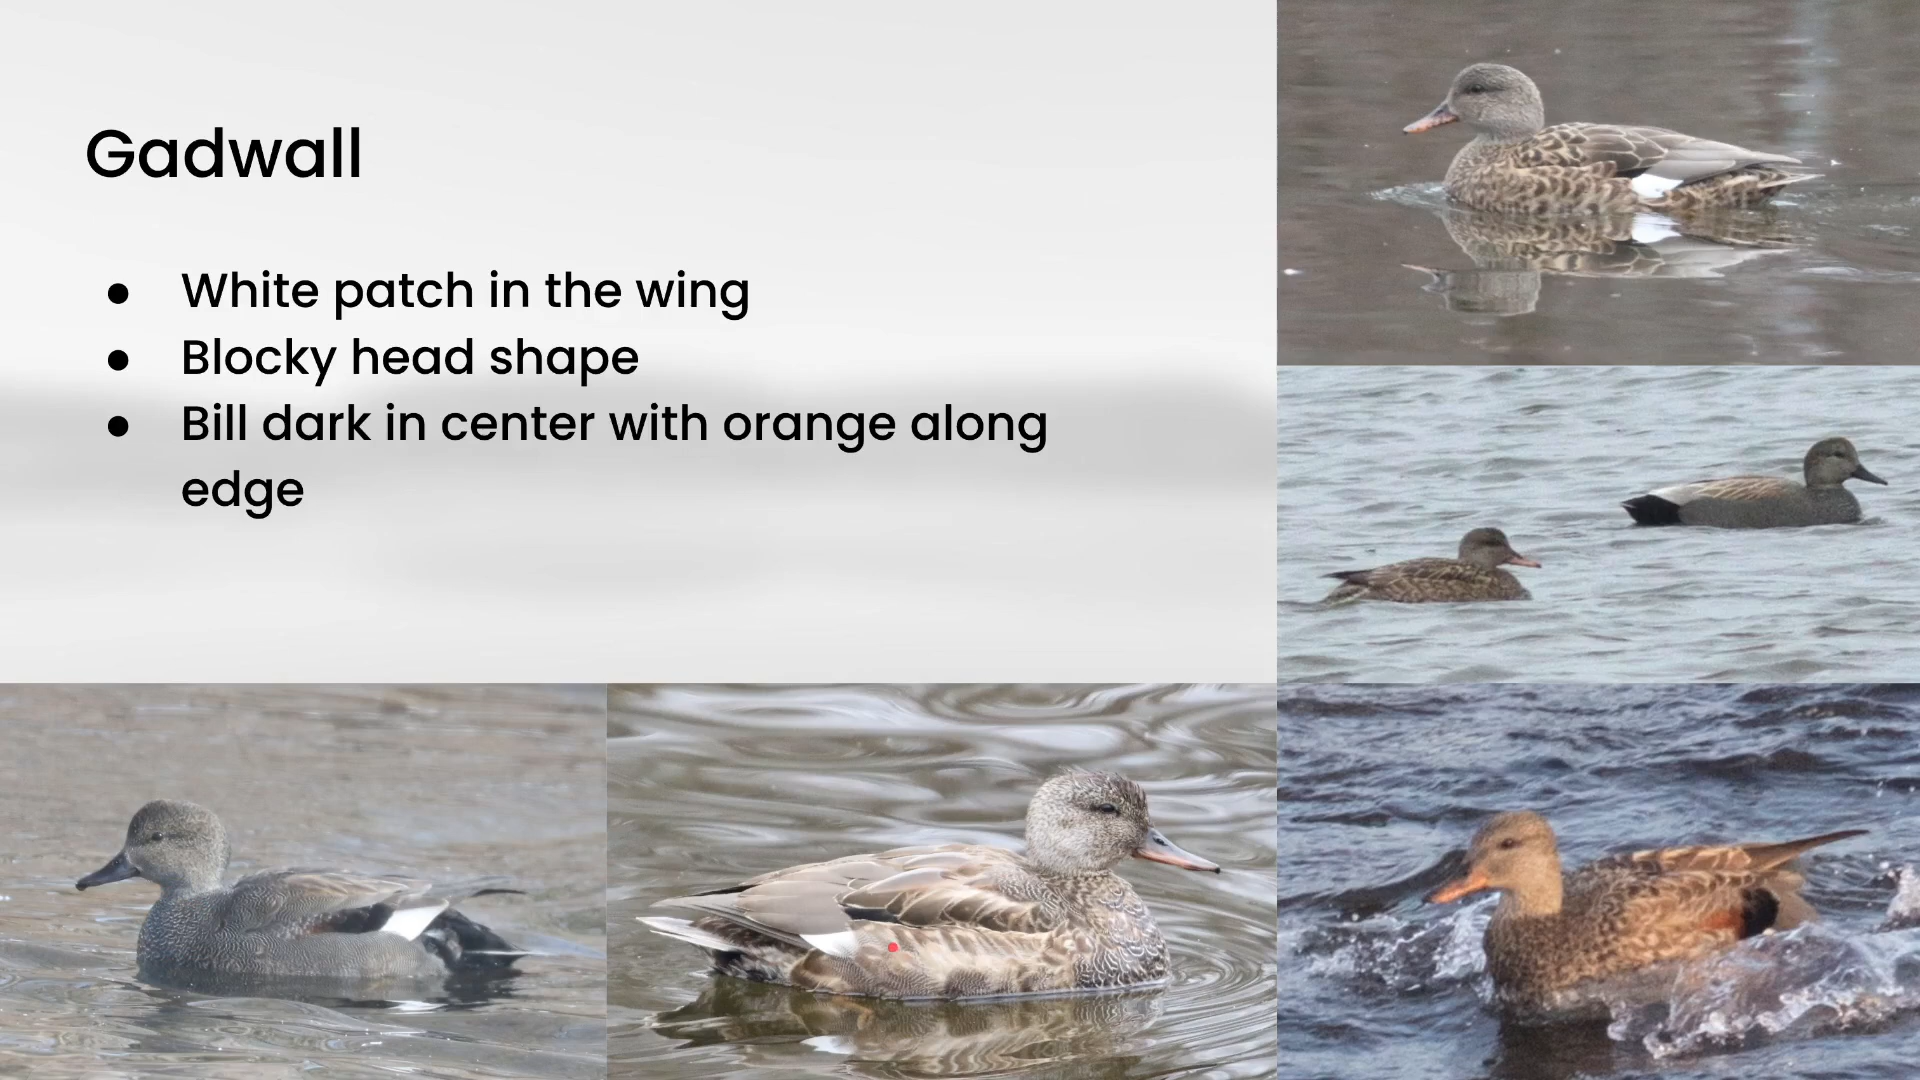 Gadwall
● White patch in the wing
● Blocky head shape
● Bill dark in center with orange along
edge